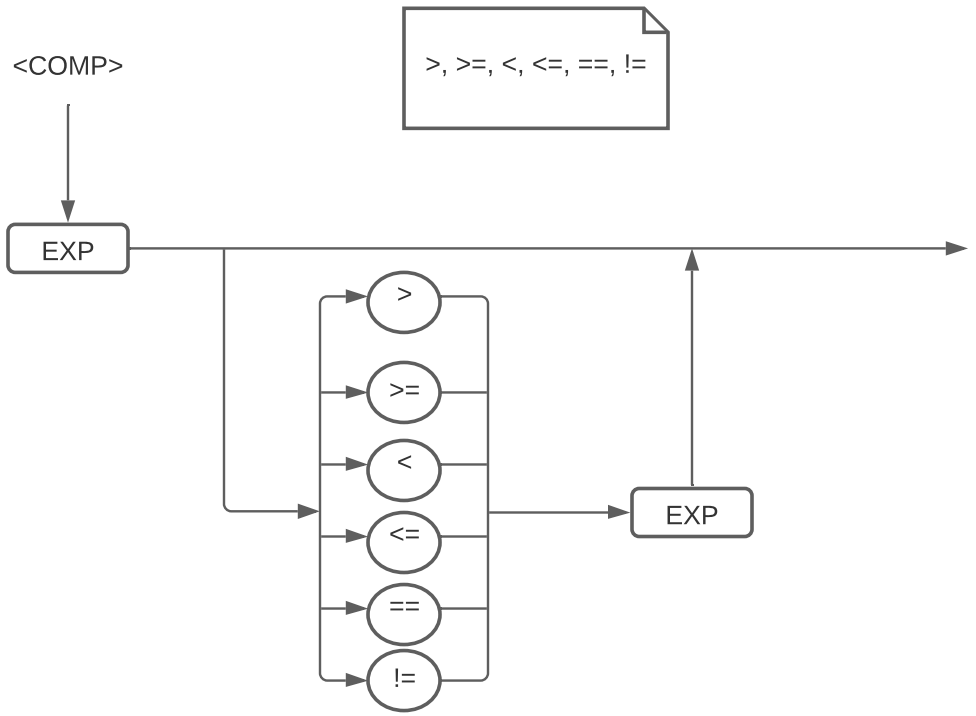 <COMP>
>, >=, <, <=, ==, !=
EXP
>
>=
<
<=
==
!=
EXP